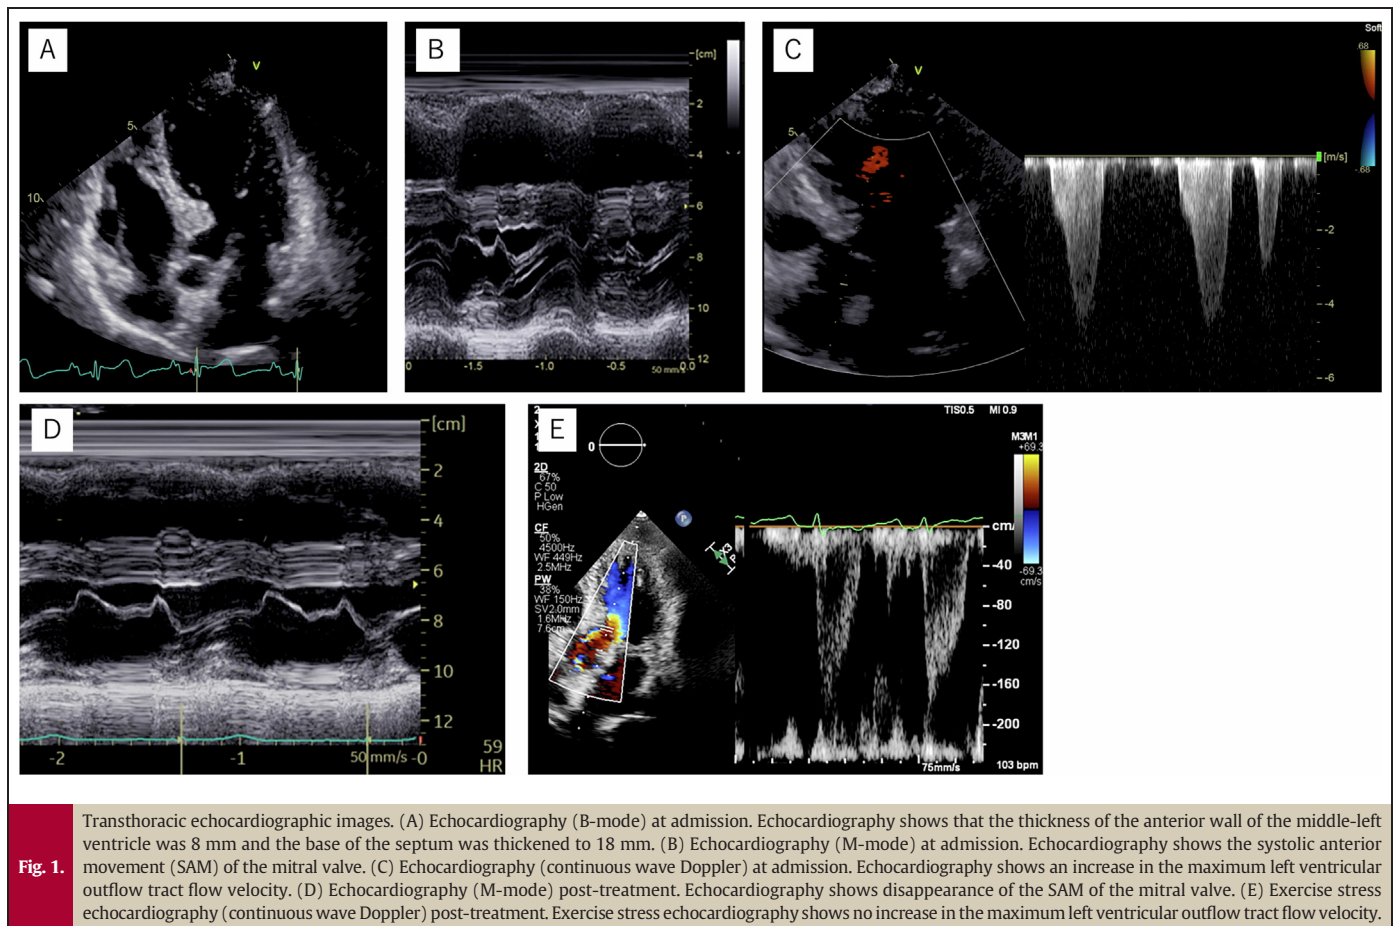 A
V
5
10
B
[cm]
2
4
6
8
10
12
-1.5
-1.0
-0.5
0.0
50 mm/s
C
V
5
Soft
.68
-.68
[m/s]
-2
-4
-6
D
[cm]
2
4
6
8
10
12
-2
-1
50 mm/s
-0
59
HR
E
TIS0.5 MI 0.9
M3M1
+69.3
-69.3
cm/s
0
2D
67%
C 50
P Low
HGen
CF
50%
4500Hz
WF 449Hz
2.5MHz
PW
38%
WF 150Hz
SV2.0mm
1.6MHz
7.6cm
P
-40
-80
-120
-160
-200
75mm/s
103 bpm
Fig. 1.
Transthoracic echocardiographic images. (A) Echocardiography (B-mode) at admission. Echocardiography shows that the thickness of the anterior wall of the middle-left
ventricle was 8 mm and the base of the septum was thickened to 18 mm. (B) Echocardiography (M-mode) at admission. Echocardiography shows the systolic anterior
movement (SAM) of the mitral valve. (C) Echocardiography (continuous wave Doppler) at admission. Echocardiography shows an increase in the maximum left ventricular
outflow tract flow velocity. (D) Echocardiography (M-mode) post-treatment. Echocardiography shows disappearance of the SAM of the mitral valve. (E) Exercise stress
echocardiography (continuous wave Doppler) post-treatment. Exercise stress echocardiography shows no increase in the maximum left ventricular outflow tract flow velocity.